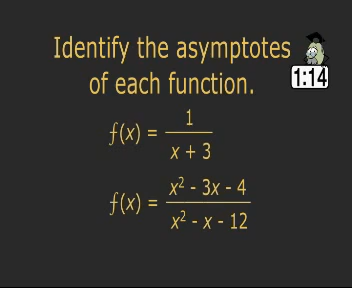 Identify the asymptotes
of each function.
1:14
f(x) = 1 / x + 3
f(x) = x² - 3x - 4 / x² - x - 12